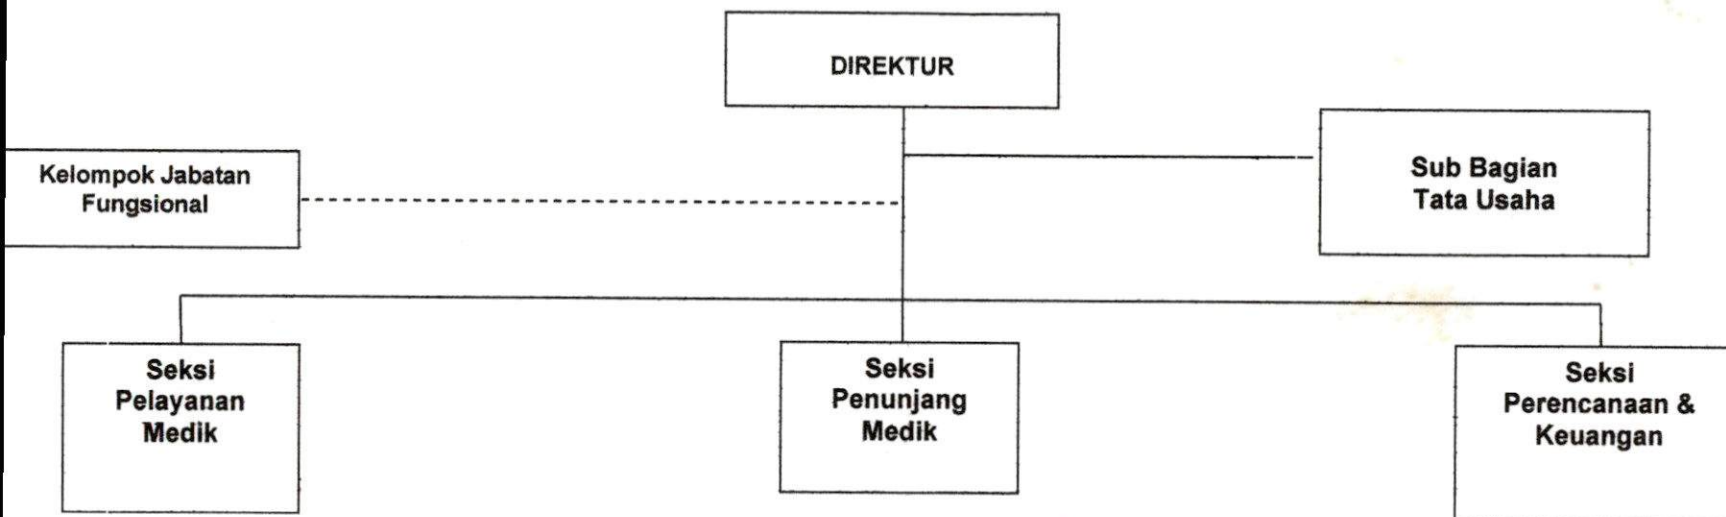 DIREKTUR
Sub Bagian
Tata Usaha
Kelompok Jabatan
Fungsional
Seksi
Pelayanan
Medik
Seksi
Penunjang
Medik
Seksi
Perencanaan &
Keuangan